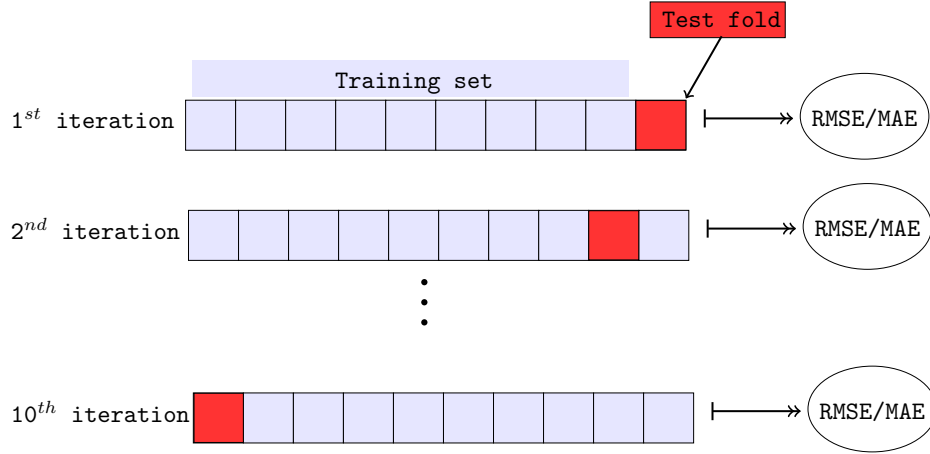 Test fold
Training set
1st iteration
RMSE/MAE
2nd iteration
RMSE/MAE
10th iteration
RMSE/MAE